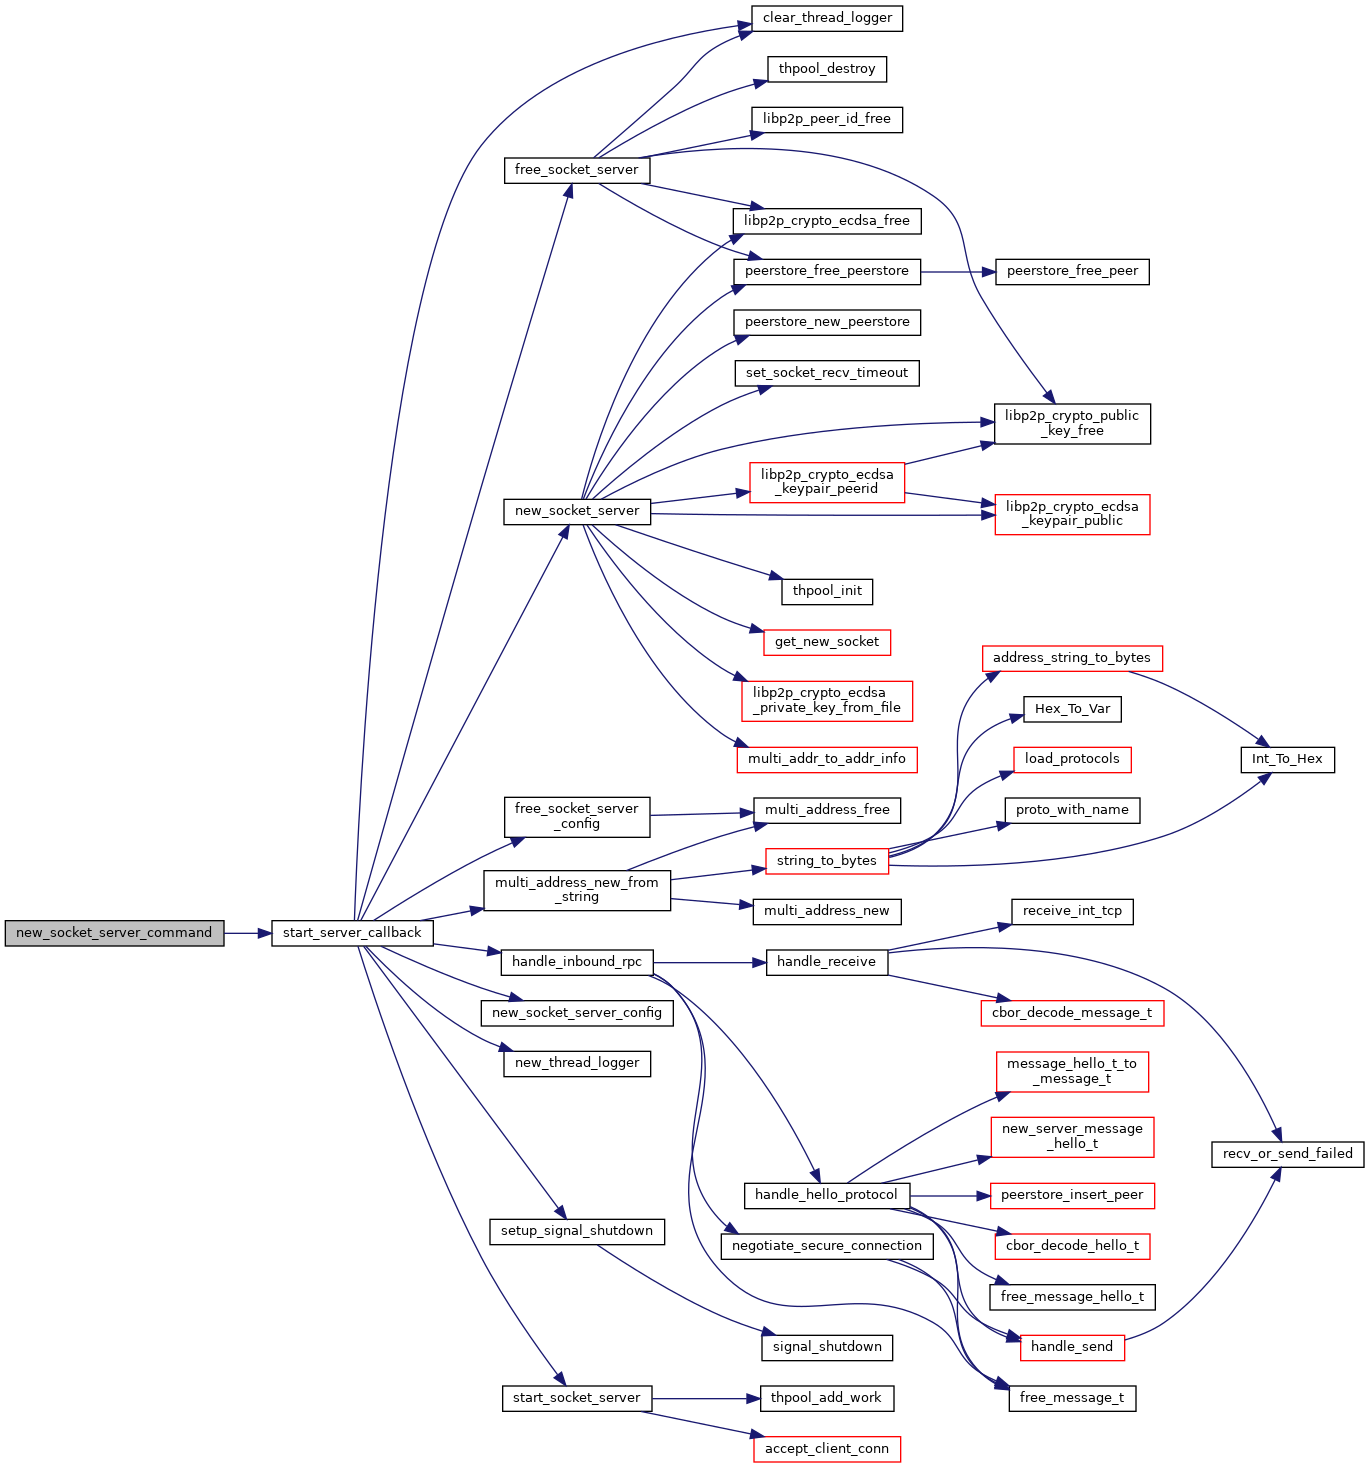 clear_thread_logger
thpool_destroy
libp2p_peer_id_free
free_socket_server
libp2p_crypto_ecdsa_free
peerstore_free_peerstore
peerstore_free_peer
peerstore_new_peerstore
set_socket_recv_timeout
libp2p_crypto_public
_key_free
libp2p_crypto_ecdsa
_keypair_peerid
new_socket_server
libp2p_crypto_ecdsa
_keypair_public
thpool_init
get_new_socket
address_string_to_bytes
libp2p_crypto_ecdsa
_private_key_from_file
Hex_To_Var
multi_addr_to_addr_info
load_protocols
Int_To_Hex
free_socket_server
_config
multi_address_free
proto_with_name
string_to_bytes
multi_address_new_from
_string
multi_address_new
receive_int_tcp
new_socket_server_command
start_server_callback
handle_inbound_rpc
handle_receive
new_socket_server_config
cbor_decode_message_t
new_thread_logger
message_hello_t_to
_message_t
new_server_message
_hello_t
recv_or_send_failed
handle_hello_protocol
peerstore_insert_peer
setup_signal_shutdown
negotiate_secure_connection
cbor_decode_hello_t
free_message_hello_t
signal_shutdown
handle_send
start_socket_server
thpool_add_work
free_message_t
accept_client_conn